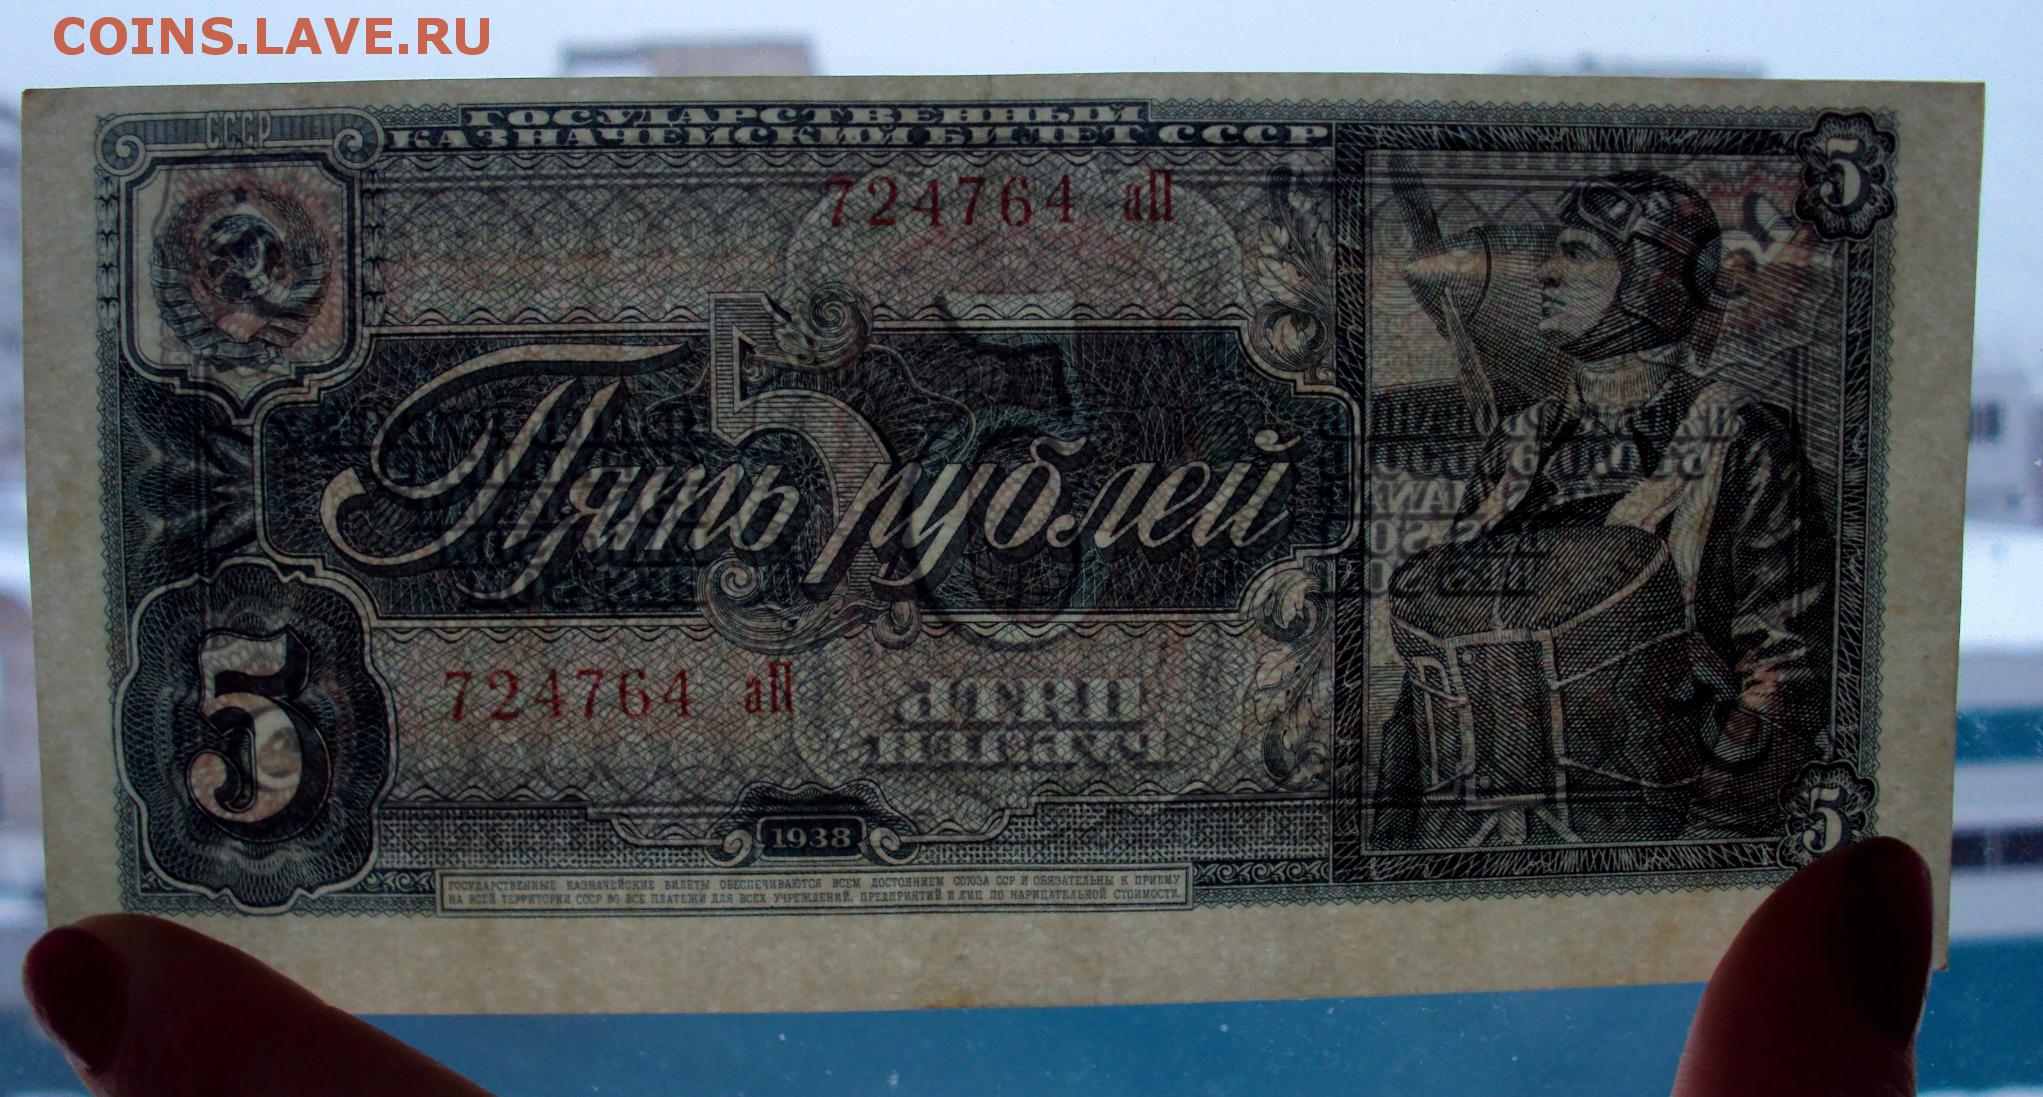 COINS.LAVE.RU
СССР
ГОСУДАРСТВЕННЫЙ
КАЗНАЧЕЙСКИЙ БИЛЕТ СССР
5
724764 аП
5
Пять рублей
724764 аП
ПЯТЬ
РУБЛЕЙ
5
5
1938
ГОСУДАРСТВЕННЫЕ КАЗНАЧЕЙСКИЕ БИЛЕТЫ ОБЕСПЕЧИВАЮТСЯ ВСЕМ ДОСТОЯНИЕМ СОЮЗА ССР И ОБЯЗАТЕЛЬНЫ К ПРИЕМУ
НА ВСЕЙ ТЕРРИТОРИИ СССР ВО ВСЕ ПЛАТЕЖИ ДЛЯ ВСЕХ УЧРЕЖДЕНИЙ, ПРЕДПРИЯТИЙ И ЛИЦ ПО НАРИЦАТЕЛЬНОЙ СТОИМОСТИ.